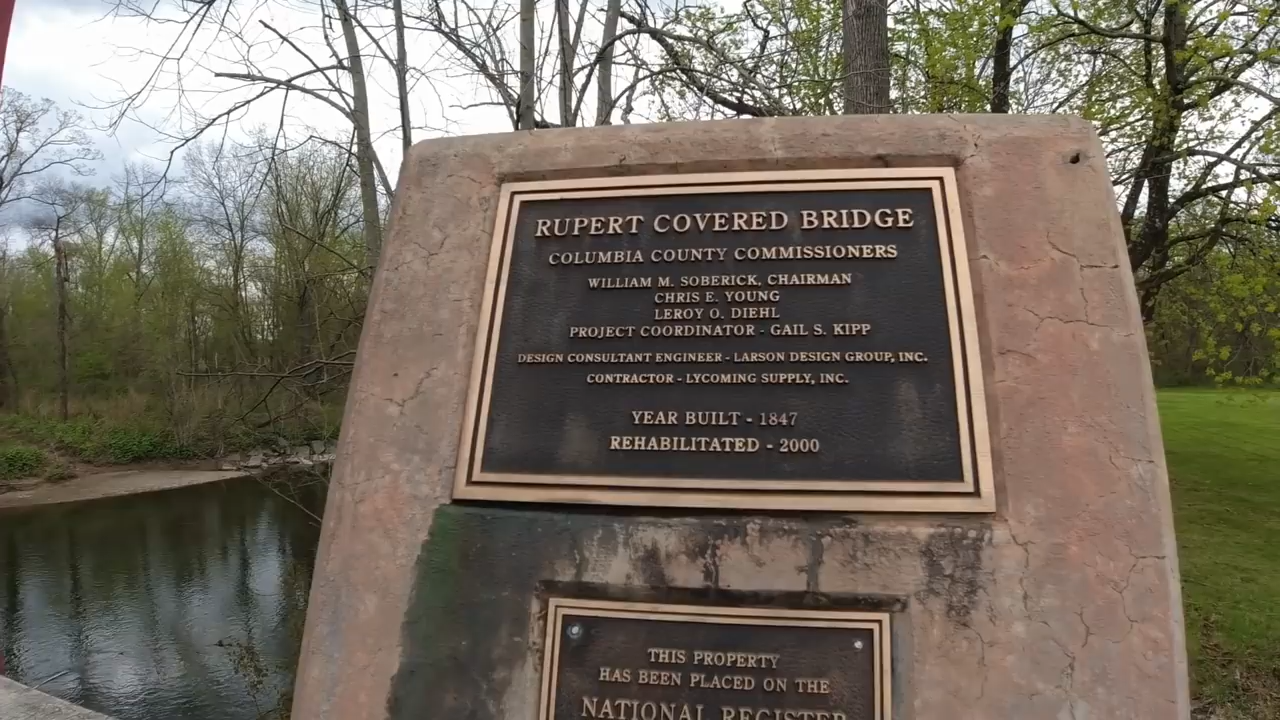 RUPERT COVERED BRIDGE
COLUMBIA COUNTY COMMISSIONERS
WILLIAM M. SOBERICK, CHAIRMAN
CHRIS E. YOUNG
LEROY O. DIEHL
PROJECT COORDINATOR - GAIL S. KIPP
DESIGN CONSULTANT ENGINEER - LARSON DESIGN GROUP, INC.
CONTRACTOR - LYCOMING SUPPLY, INC.
YEAR BUILT - 1847
REHABILITATED - 2000
THIS PROPERTY
HAS BEEN PLACED ON THE
NATIONAL REGISTER